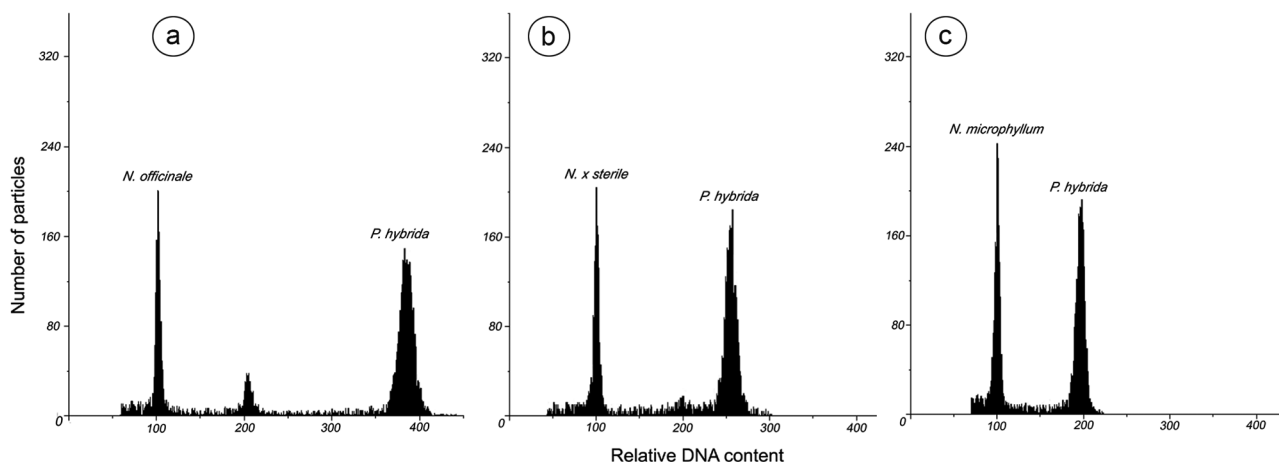 a
b
c
Number of particles
320
240
160
80
0
N. officinale
P. hybrida
100
200
300
400
320
240
160
80
0
N. x sterile
P. hybrida
100
200
300
400
320
240
160
80
0
N. microphyllum
P. hybrida
100
200
300
400
Relative DNA content